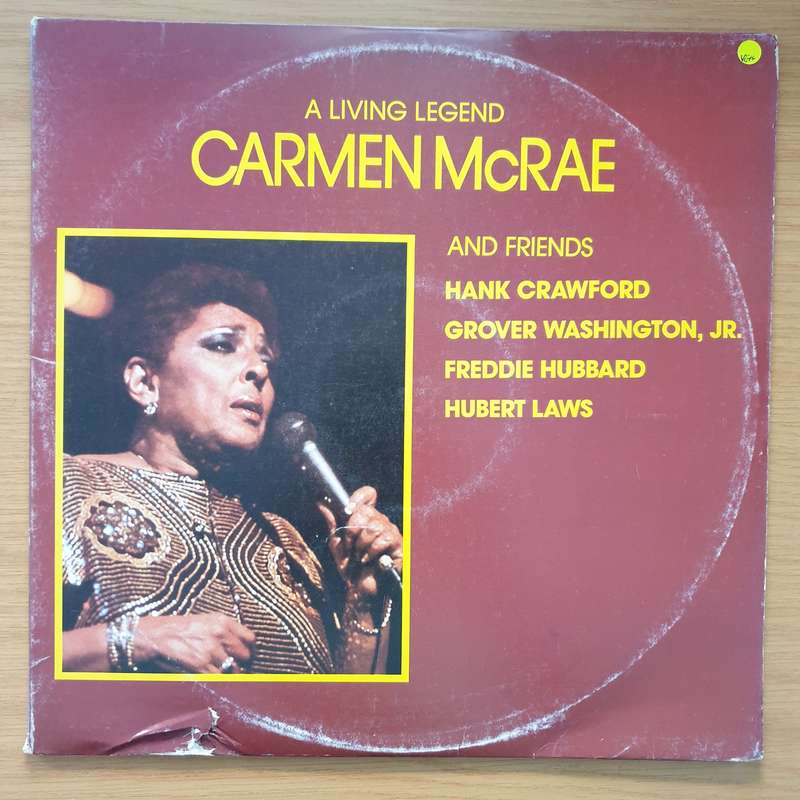 A LIVING LEGEND
CARMEN McRAE
AND FRIENDS
HANK CRAWFORD
GROVER WASHINGTON, JR.
FREDDIE HUBBARD
HUBERT LAWS